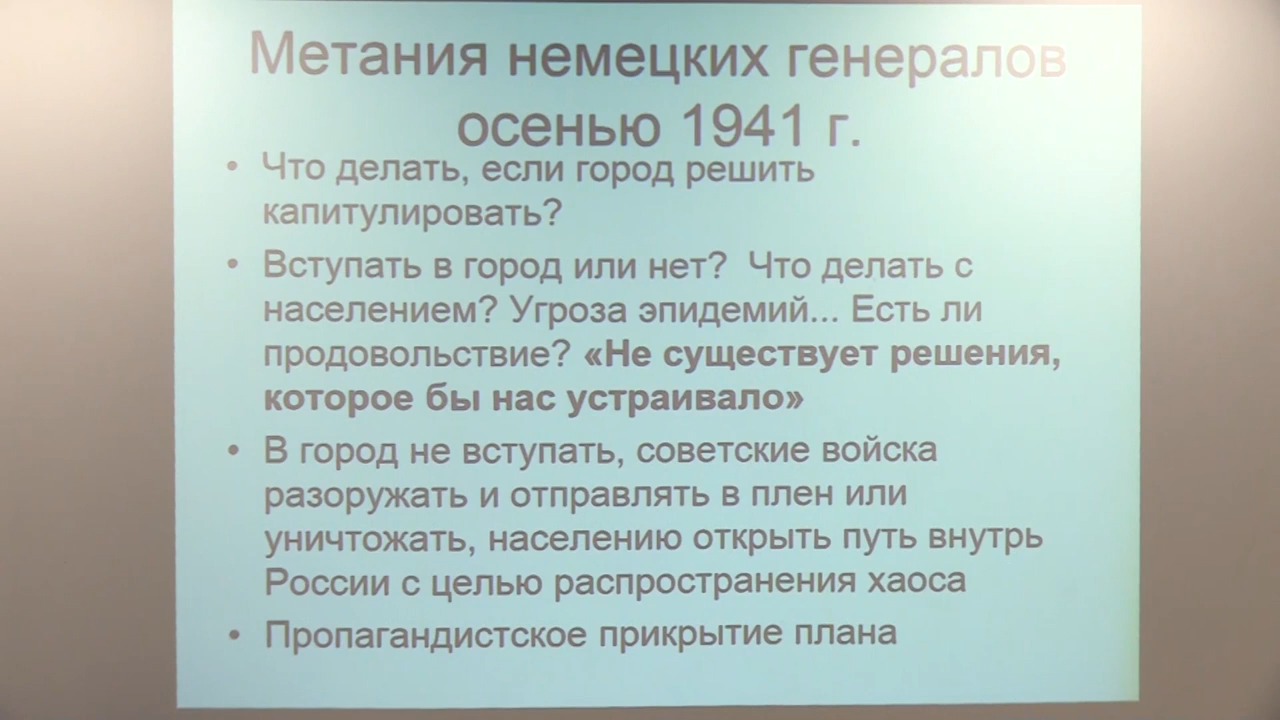 Метания немецких генералов
осенью 1941 г.
• Что делать, если город решить
капитулировать?
• Вступать в город или нет? Что делать с
населением? Угроза эпидемий... Есть ли
продовольствие? «Не существует решения,
которое бы нас устраивало»
• В город не вступать, советские войска
разоружать и отправлять в плен или
уничтожать, населению открыть путь внутрь
России с целью распространения хаоса
• Пропагандистское прикрытие плана